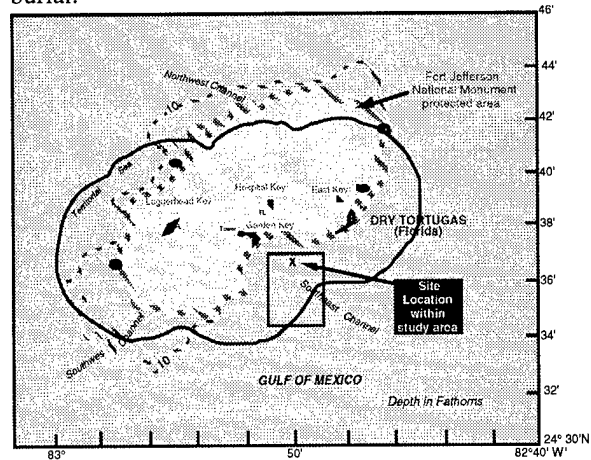 burial.
46'
44'
42'
40'
38'
36'
34'
32'
24° 30'N
83°
50'
82°40' W'
Northwest Channel
10
Fort Jefferson
National Monument
protected area
Territorial Sea
Hospital Key
East Key
Loggerhead Key
Garden Key
DRY TORTUGAS
(Florida)
Site
Location
within
study area
Southeast Channel
Southwest Channel
10
GULF OF MEXICO
Depth in Fathoms